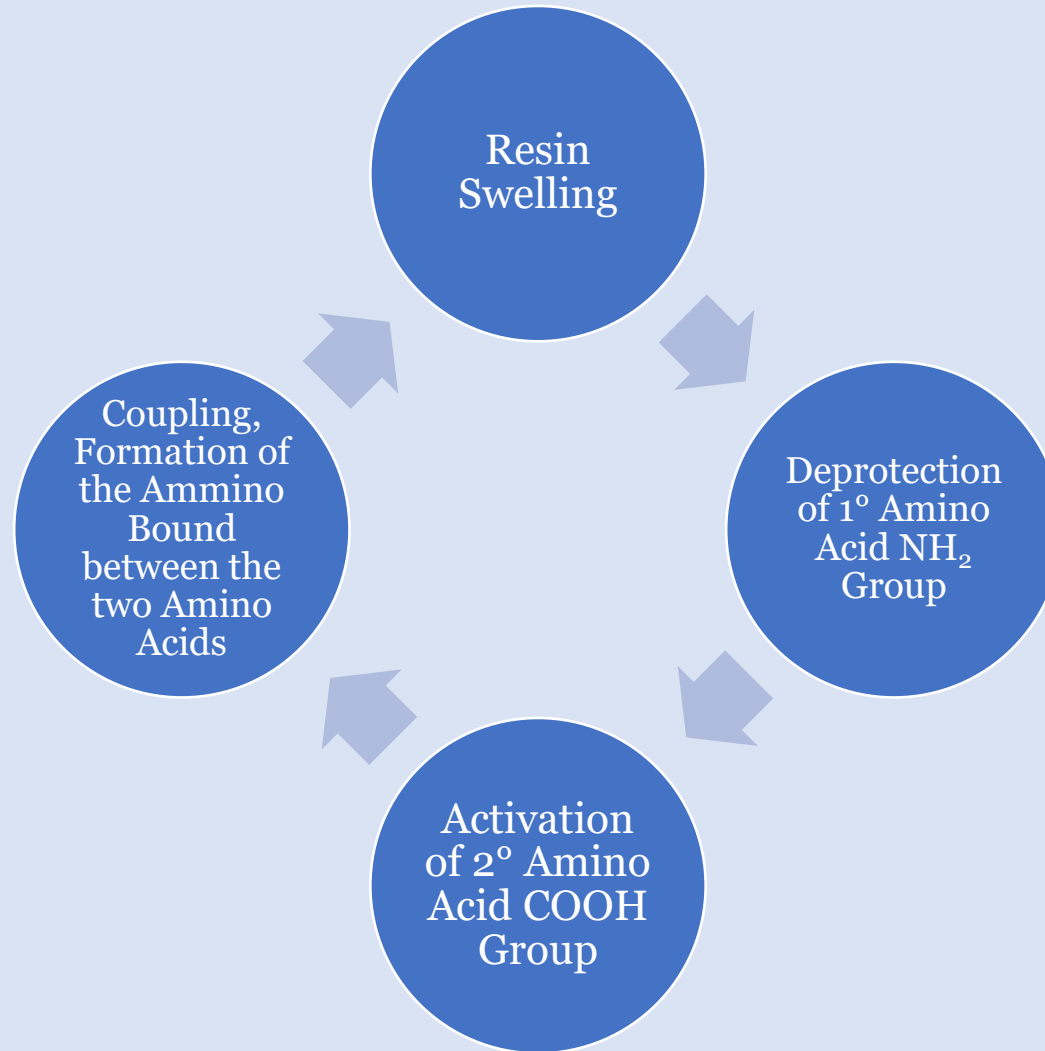 Resin
Swelling
Deprotection
of 1° Amino
Acid NH₂
Group
Activation
of 2° Amino
Acid COOH
Group
Coupling,
Formation of
the Ammino
Bound
between the
two Amino
Acids